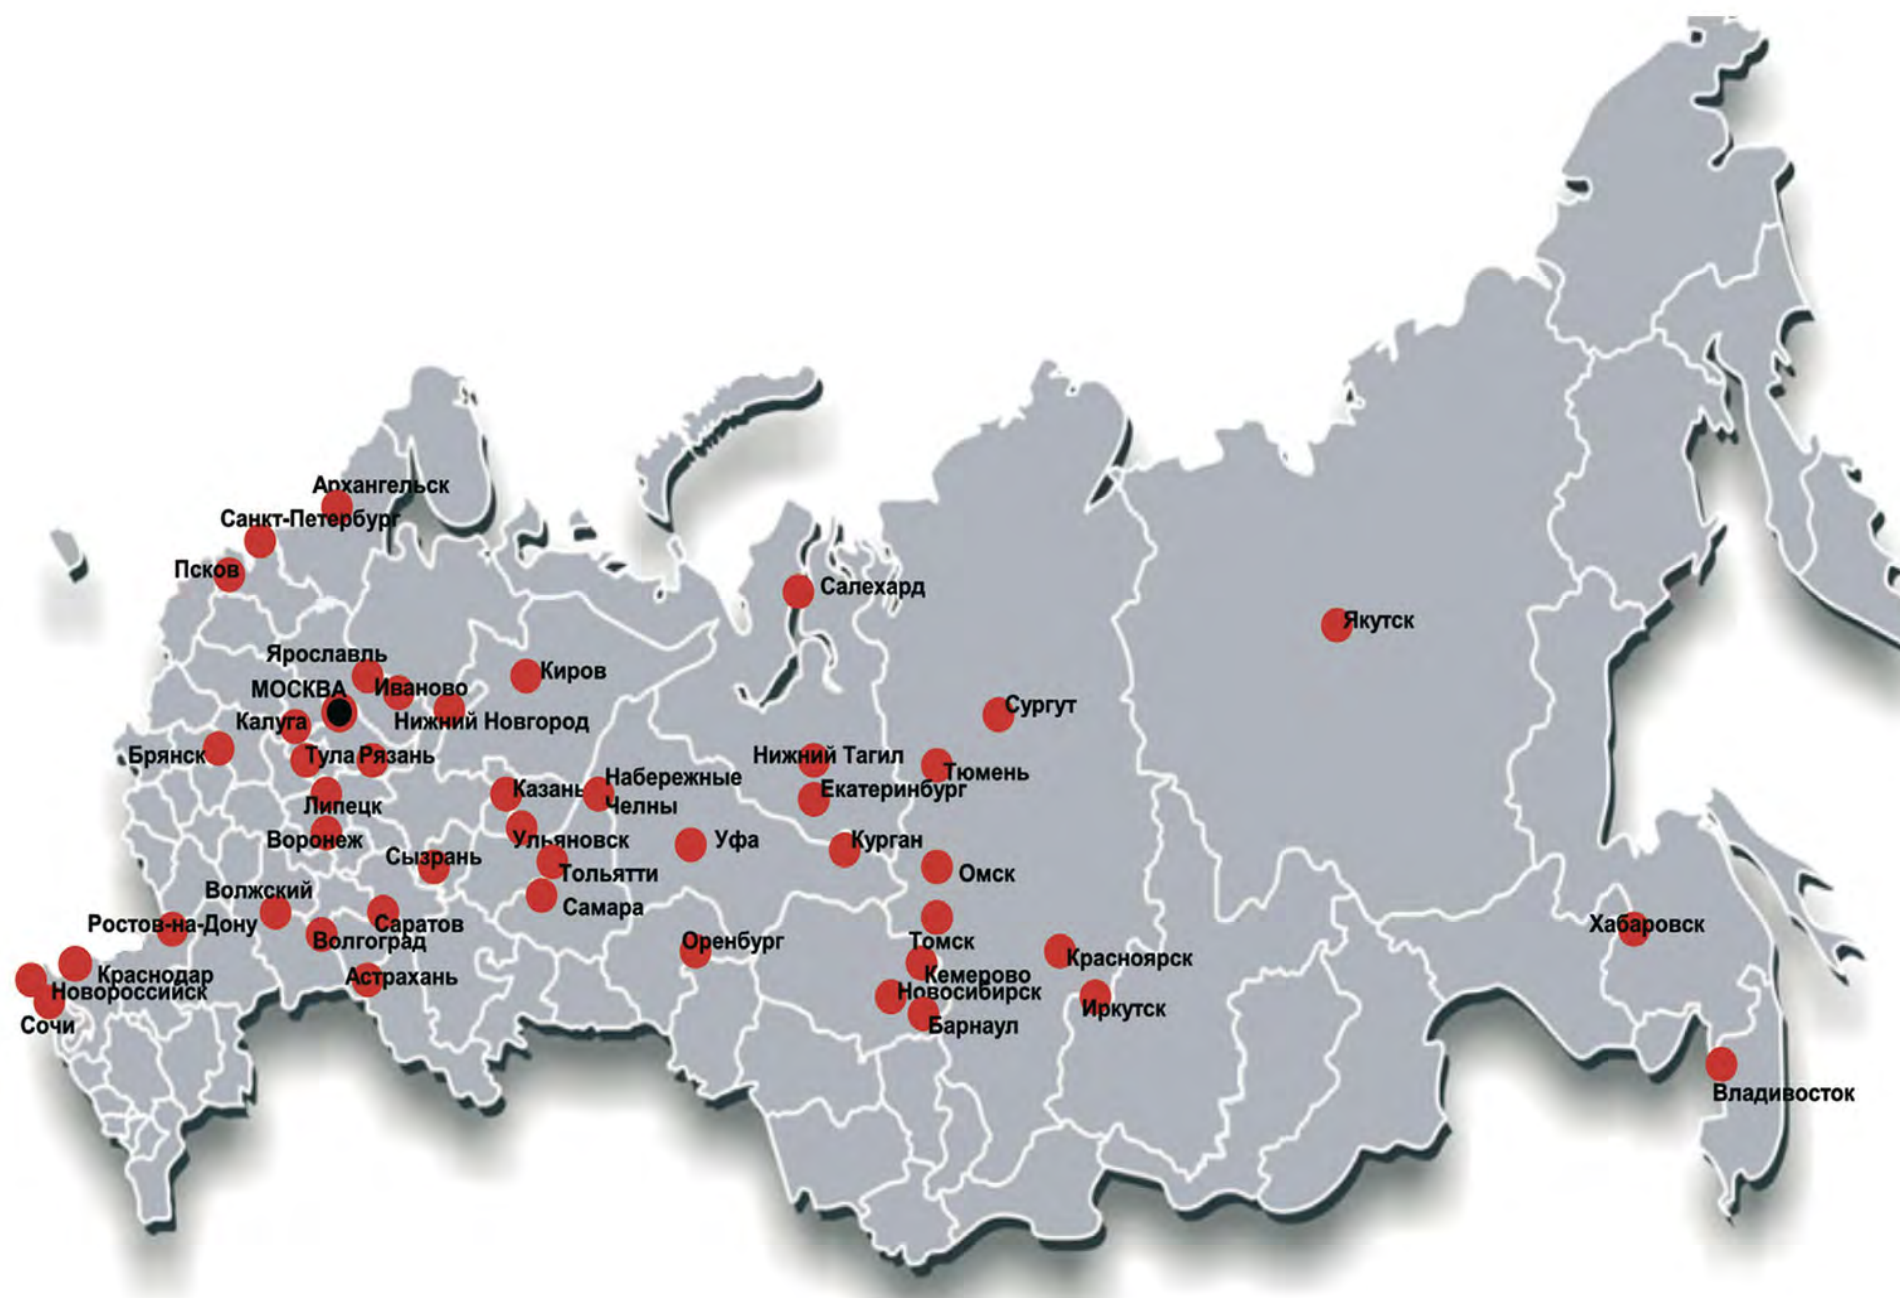 Архангельск
Санкт-Петербург
Псков
Салехард
Якутск
Ярославль
Киров
МОСКВА
Иваново
Сургут
Калуга
Нижний Новгород
Брянск
Тула
Рязань
Нижний Тагил
Тюмень
Набережные
Челны
Казань
Екатеринбург
Липецк
Воронеж
Ульяновск
Уфа
Курган
Сызрань
Тольятти
Омск
Волжский
Самара
Ростов-на-Дону
Саратов
Хабаровск
Волгоград
Оренбург
Томск
Красноярск
Краснодар
Астрахань
Кемерово
Новороссийск
Новосибирск
Иркутск
Сочи
Барнаул
Владивосток